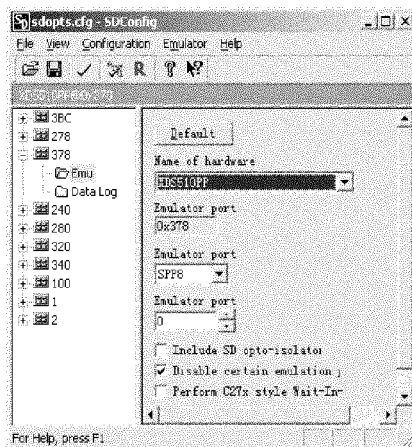 sdopts.cfg - SDConfig
File View Configuration Emulator Help
R
XDS510PP@0x378
3BC
278
378
Emu
Data Log
240
280
320
340
100
1
2
Default
Name of hardware
XDS510PP
Emulator port
0x378
Emulator port
SPP8
Emulator port
0
Include SD opto-isolator
Disable certain emulation
Perform C27x style Wait-In-
For Help, press F1